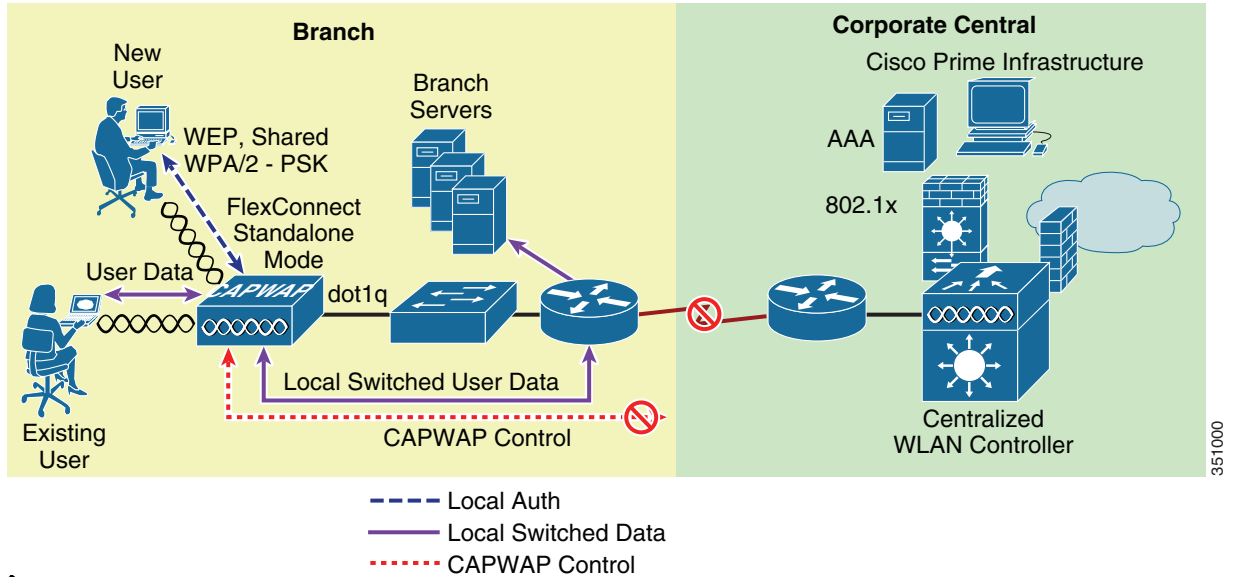 Branch
Corporate Central
New
User
WEP, Shared
WPA/2 - PSK
Branch
Servers
Cisco Prime Infrastructure
AAA
802.1x
FlexConnect
Standalone
Mode
User Data
CAPWAP
dot1q
Local Switched User Data
CAPWAP Control
Existing
User
Centralized
WLAN Controller
351000
Local Auth
Local Switched Data
CAPWAP Control